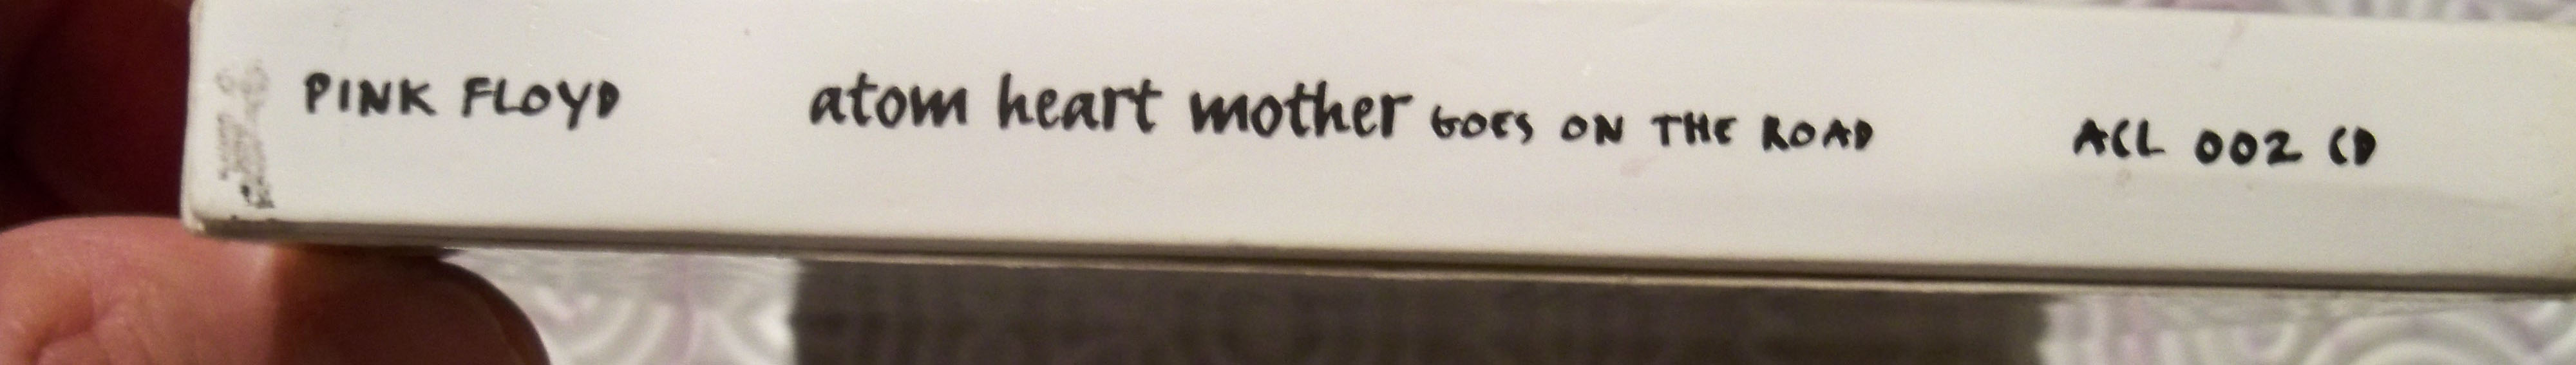 PINK FLOYD atom heart mother GOES ON THE ROAD ACL 002 CD